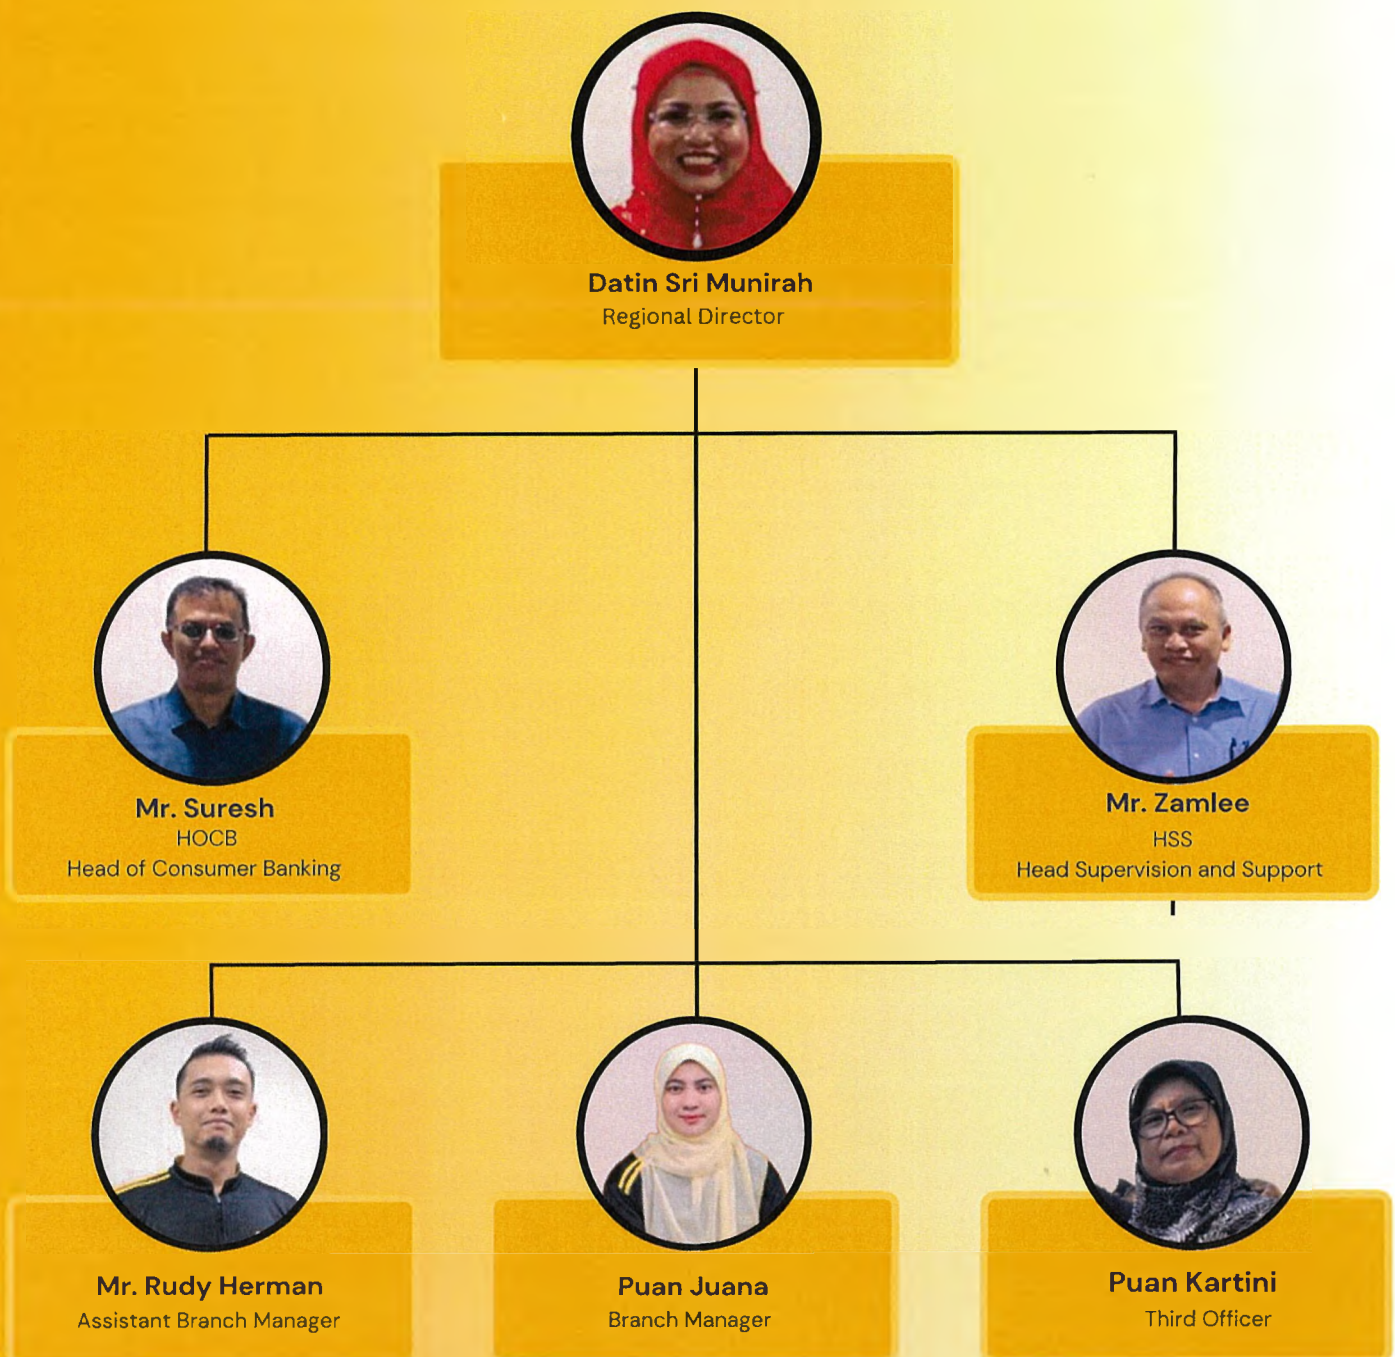 Datin Sri Munirah
Regional Director
Mr. Suresh
HOCB
Head of Consumer Banking
Mr. Zamlee
HSS
Head Supervision and Support
Mr. Rudy Herman
Assistant Branch Manager
Puan Juana
Branch Manager
Puan Kartini
Third Officer